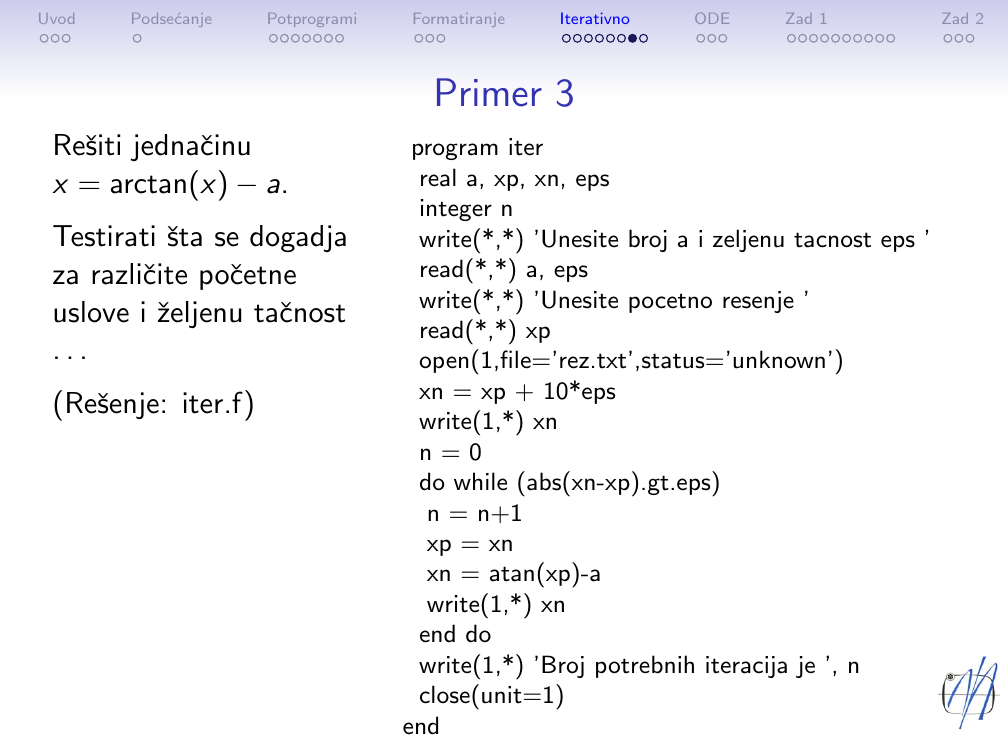 Uvod Podsećanje Potprogrami Formatiranje Iterativno ODE Zad 1 Zad 2
Primer 3
Rešiti jednačinu
x = arctan(x) − a.
Testirati šta se dogadja
za različite početne
uslove i željenu tačnost
. . .
(Rešenje: iter.f)
program iter
real a, xp, xn, eps
integer n
write(*,*) ’Unesite broj a i zeljenu tacnost eps ’
read(*,*) a, eps
write(*,*) ’Unesite pocetno resenje ’
read(*,*) xp
open(1,file=’rez.txt’,status=’unknown’)
xn = xp + 10*eps
write(1,*) xn
n = 0
do while (abs(xn-xp).gt.eps)
n = n+1
xp = xn
xn = atan(xp)-a
write(1,*) xn
end do
write(1,*) ’Broj potrebnih iteracija je ’, n
close(unit=1)
end